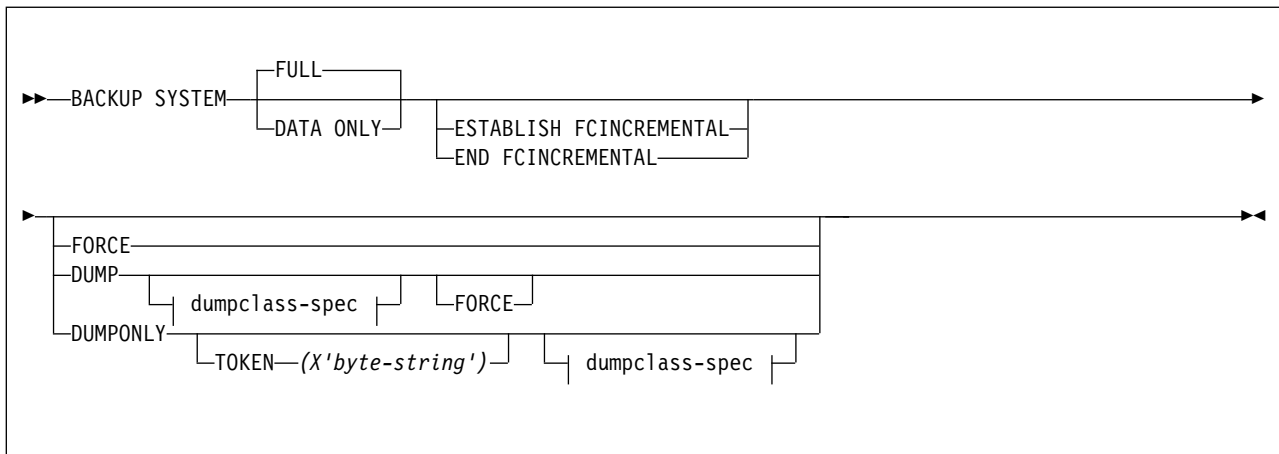 FULL
BACKUP SYSTEM
DATA ONLY
ESTABLISH FCINCREMENTAL
END FCINCREMENTAL
FORCE
DUMP
dumpclass-spec
FORCE
DUMPONLY
TOKEN (X'byte-string')
dumpclass-spec